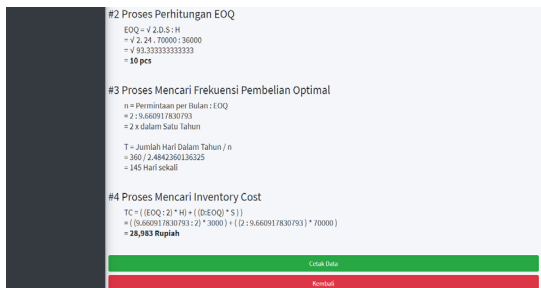 #2 Proses Perhitungan EOQ
EOQ = √ 2.D.S : H
= √ 2. 24 . 70000 : 36000
= √ 93.333333333333
= 10 pcs
#3 Proses Mencari Frekuensi Pembelian Optimal
n = Permintaan per Bulan : EOQ
= 2 : 9.660917830793
= 2 x dalam Satu Tahun
T = Jumlah Hari Dalam Tahun / n
= 360 / 2.4842360136325
= 145 Hari sekali
#4 Proses Mencari Inventory Cost
TC = ( (EOQ : 2) * H) + ( (D:EOQ) * S ) )
= ( (9.660917830793 : 2) * 3000 ) + ( (2 : 9.660917830793 ) * 70000 )
= 28,983 Rupiah
Cetak Data
Kembali